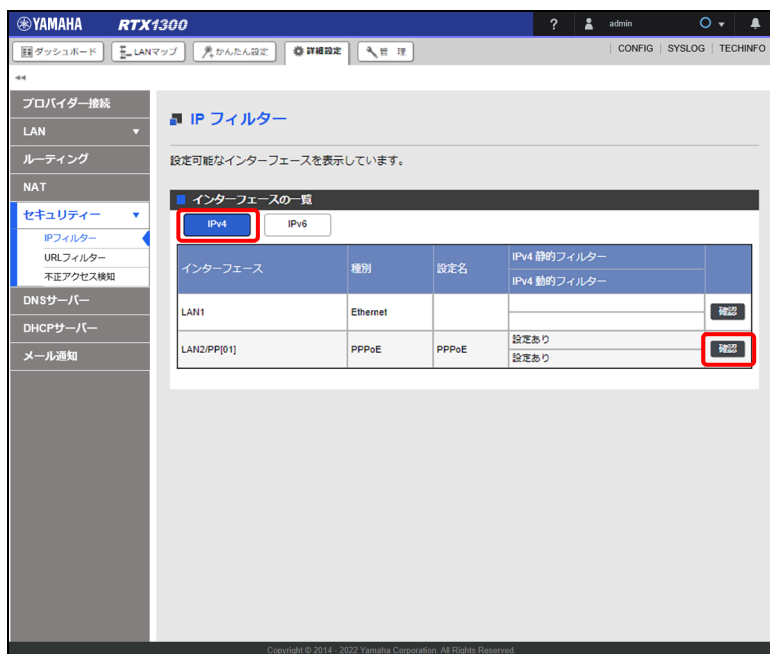 YAMAHA RTX1300 ? admin
ダッシュボード LANマップ かんたん設定 詳細設定 管理 CONFIG SYSLOG TECHINFO
プロバイダー接続
LAN
ルーティング
NAT
セキュリティー
IPフィルター
URLフィルター
不正アクセス検知
DNSサーバー
DHCPサーバー
メール通知
IP フィルター
設定可能なインターフェースを表示しています。
インターフェースの一覧
IPv4 IPv6
インターフェース 種別 設定名 IPv4 静的フィルター
IPv4 動的フィルター
LAN1 Ethernet 確認
LAN2/PP[01] PPPoE PPPoE 設定あり 確認
設定あり
Copyright © 2014 - 2022 Yamaha Corporation. All Rights Reserved.